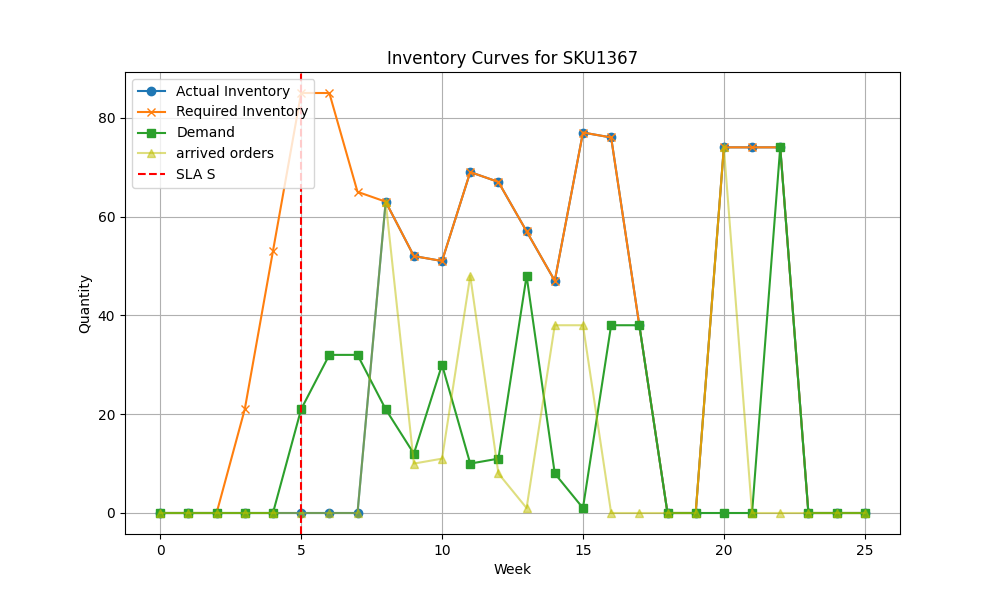 Inventory Curves for SKU1367
Actual Inventory
Required Inventory
Demand
arrived orders
SLA S
Quantity
80
60
40
20
0
0 5 10 15 20 25
Week